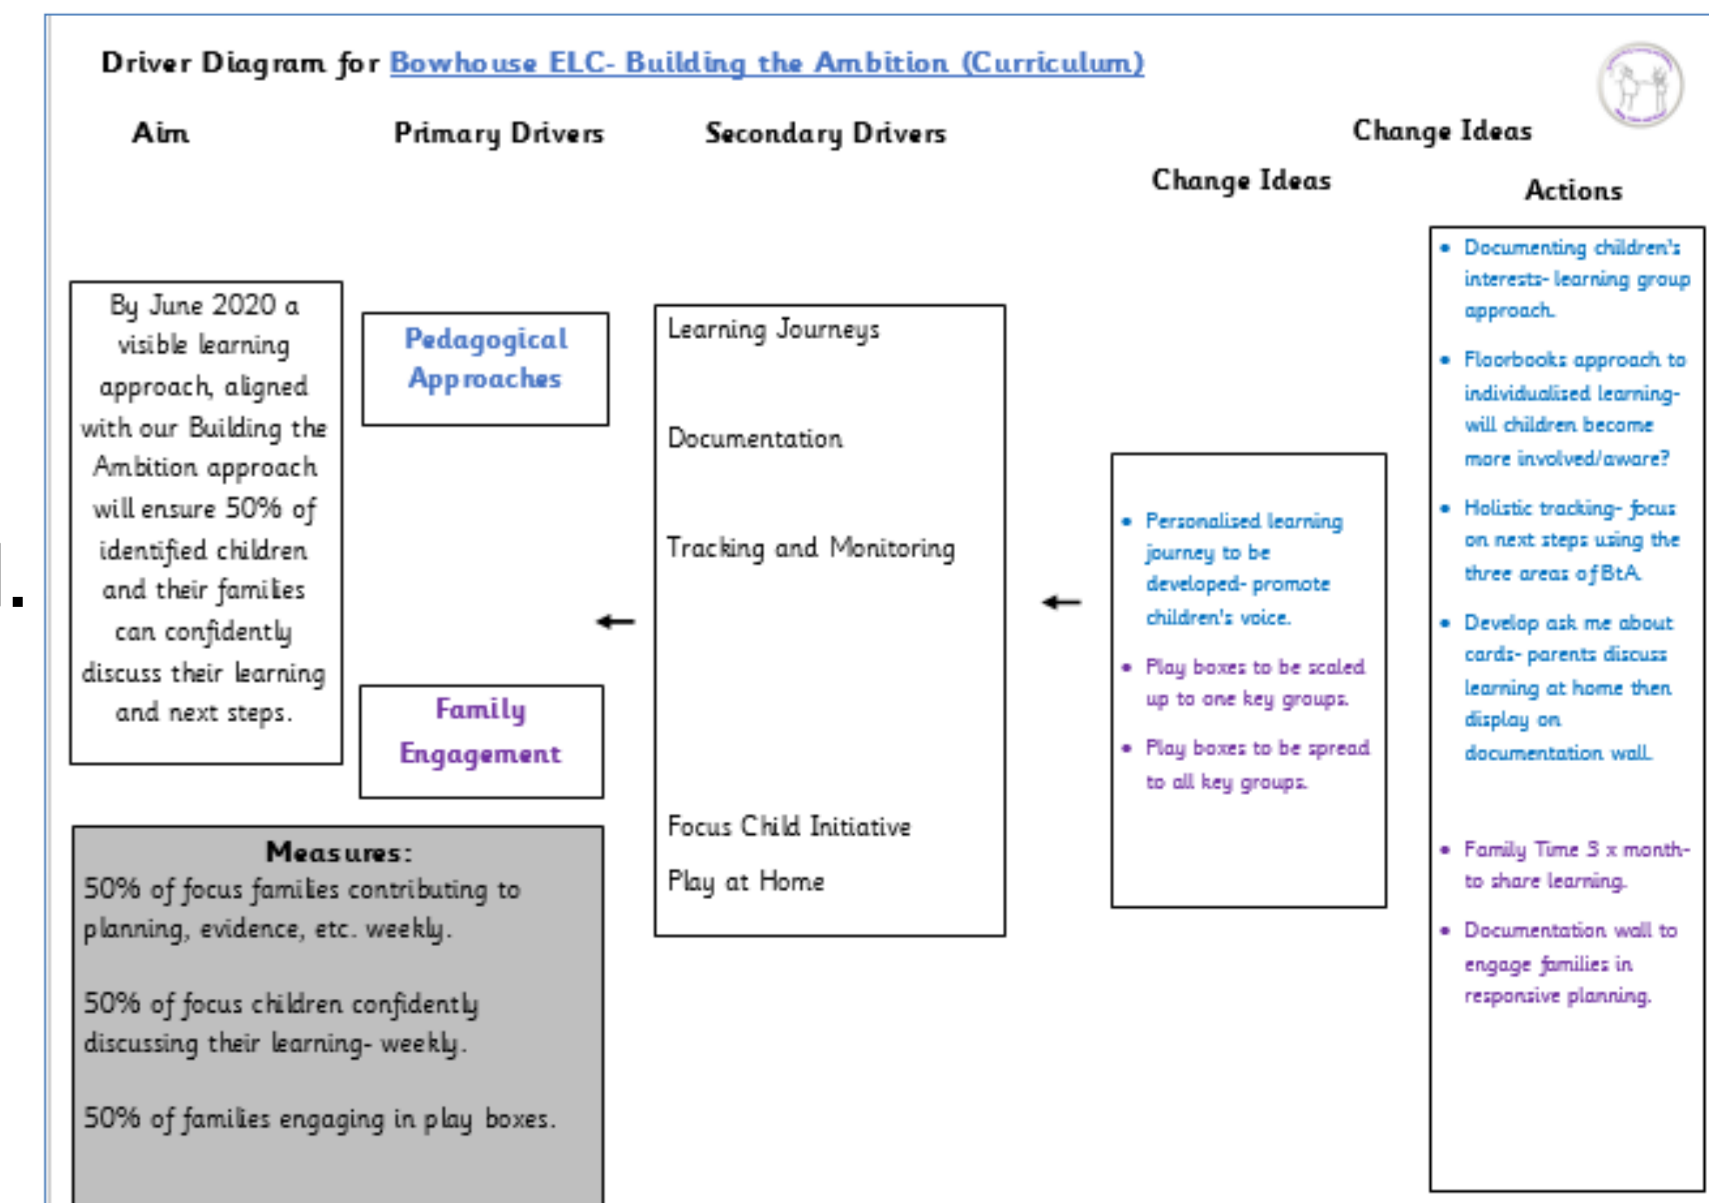 Driver Diagram for Bowhouse ELC- Building the Ambition (Curriculum)
Aim
Primary Drivers
Secondary Drivers
Change Ideas
Change Ideas
Actions
By June 2020 a
visible learning
approach, aligned
with our Building the
Ambition approach
will ensure 50% of
identified children
and their families
can confidently
discuss their learning
and next steps.
Pedagogical
Approaches
Family
Engagement
Learning Journeys
Documentation
Tracking and Monitoring
Focus Child Initiative
Play at Home
• Personalised learning
journey to be
developed- promote
children's voice.
• Play boxes to be scaled
up to one key groups.
• Play boxes to be spread
to all key groups.
• Documenting children's
interests- learning group
approach.
• Floorbooks approach to
individualised learning-
will children become
more involved/aware?
• Holistic tracking- focus
on next steps using the
three areas of BtA.
• Develop ask me about
cards- parents discuss
learning at home then
display on
documentation wall.
• Family Time 3 x month-
to share learning.
• Documentation wall to
engage families in
responsive planning.
Measures:
50% of focus families contributing to
planning, evidence, etc. weekly.
50% of focus children confidently
discussing their learning- weekly.
50% of families engaging in play boxes.